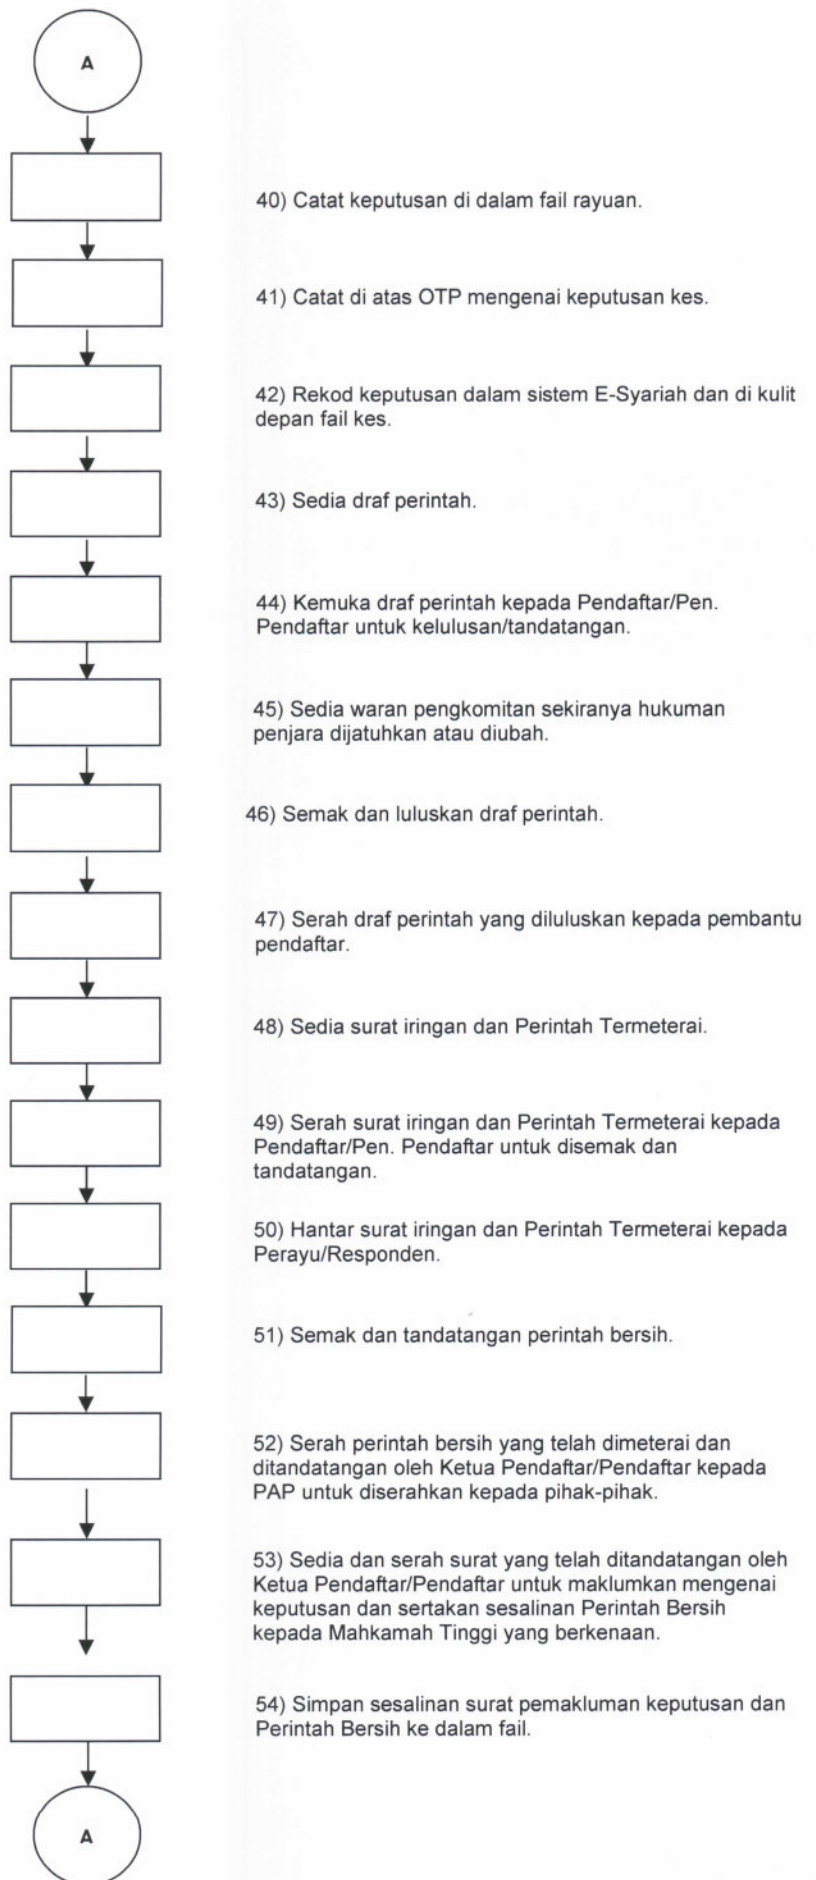 A
40) Catat keputusan di dalam fail rayuan.
41) Catat di atas OTP mengenai keputusan kes.
42) Rekod keputusan dalam sistem E-Syariah dan di kulit
depan fail kes.
43) Sedia draf perintah.
44) Kemuka draf perintah kepada Pendaftar/Pen.
Pendaftar untuk kelulusan/tandatangan.
45) Sedia waran pengkomitan sekiranya hukuman
penjara dijatuhkan atau diubah.
46) Semak dan luluskan draf perintah.
47) Serah draf perintah yang diluluskan kepada pembantu
pendaftar.
48) Sedia surat iringan dan Perintah Termeterai.
49) Serah surat iringan dan Perintah Termeterai kepada
Pendaftar/Pen. Pendaftar untuk disemak dan
tandatangan.
50) Hantar surat iringan dan Perintah Termeterai kepada
Perayu/Responden.
51) Semak dan tandatangan perintah bersih.
52) Serah perintah bersih yang telah dimeterai dan
ditandatangan oleh Ketua Pendaftar/Pendaftar kepada
PAP untuk diserahkan kepada pihak-pihak.
53) Sedia dan serah surat yang telah ditandatangan oleh
Ketua Pendaftar/Pendaftar untuk maklumkan mengenai
keputusan dan sertakan sesalinan Perintah Bersih
kepada Mahkamah Tinggi yang berkenaan.
54) Simpan sesalinan surat pemakluman keputusan dan
Perintah Bersih ke dalam fail.
A